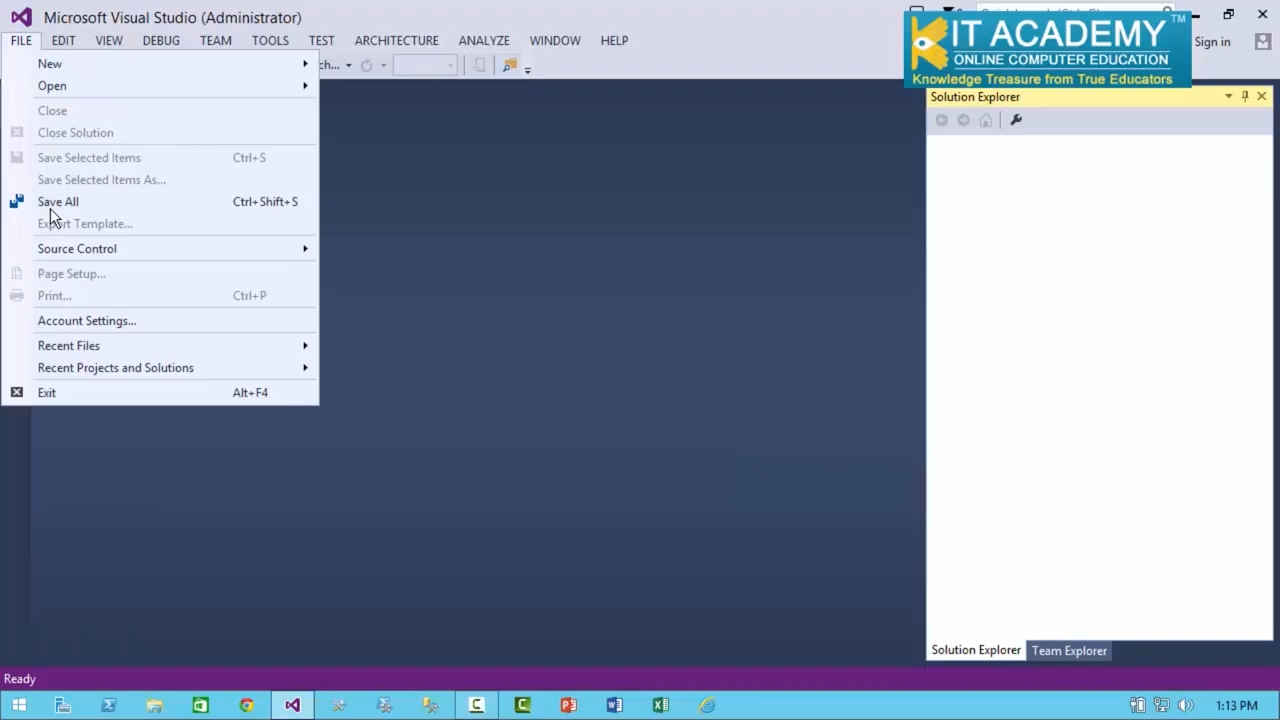 Microsoft Visual Studio (Administrator)
FILE EDIT VIEW DEBUG TEAM TOOLS TEST ARCHITECTURE ANALYZE WINDOW HELP
Sign in
KIT ACADEMY TM
ONLINE COMPUTER EDUCATION
Knowledge Treasure from True Educators
New
Open
Close
Close Solution
Save Selected Items Ctrl+S
Save Selected Items As...
Save All Ctrl+Shift+S
Export Template...
Source Control
Page Setup...
Print... Ctrl+P
Account Settings...
Recent Files
Recent Projects and Solutions
Exit Alt+F4
Solution Explorer
Solution Explorer Team Explorer
Ready
1:13 PM